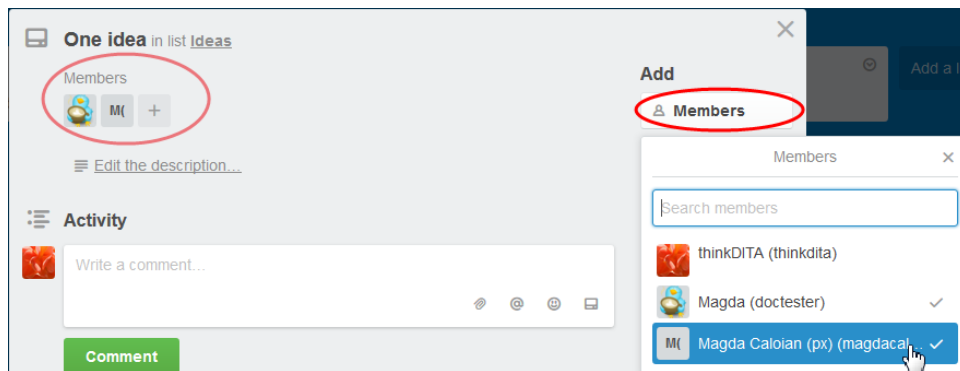 One idea in list Ideas
Members
M(
+
Edit the description...
Activity
Write a comment...
@
Comment
Add
Members
Add a l
Members
Search members
thinkDITA (thinkdita)
Magda (doctester)
M( Magda Caloian (px) (magdacal...